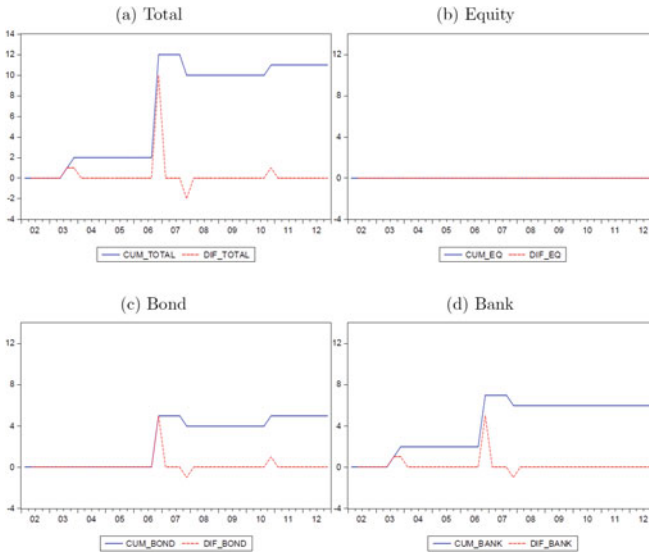 (a) Total
14
12
10
8
6
4
2
0
-2
-4
02 03 04 05 06 07 08 09 10 11 12
CUM_TOTAL DIF_TOTAL
(b) Equity
12
8
4
0
-4
02 03 04 05 06 07 08 09 10 11 12
CUM_EQ DIF_EQ
(c) Bond
12
8
4
0
-4
02 03 04 05 06 07 08 09 10 11 12
CUM_BOND DIF_BOND
(d) Bank
12
8
4
0
-4
02 03 04 05 06 07 08 09 10 11 12
CUM_BANK DIF_BANK